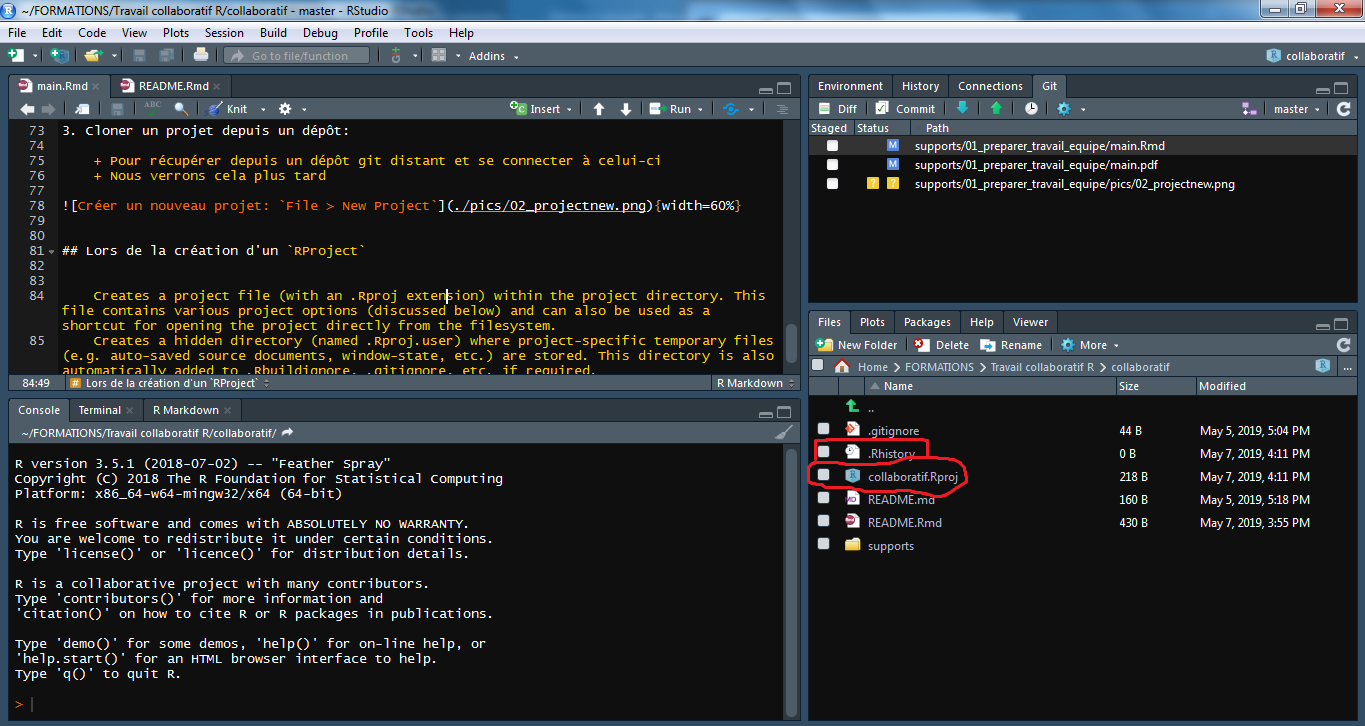 ~/FORMATIONS/Travail collaboratif R/collaboratif - master - RStudio
File Edit Code View Plots Session Build Debug Profile Tools Help
Go to file/function Addins collaboratif
main.Rmd README.Rmd
ABC Knit Insert Run
73 3. Cloner un projet depuis un dépôt:
74
75 + Pour récupérer depuis un dépôt git distant et se connecter à celui-ci
76 + Nous verrons cela plus tard
77
78 ![Créer un nouveau projet: `File > New Project`](./pics/02_projectnew.png){width=60%}
79
80
81 ## Lors de la création d'un `RProject`
82
83
84 Creates a project file (with an .Rproj extension) within the project directory. This
file contains various project options (discussed below) and can also be used as a
shortcut for opening the project directly from the filesystem.
85 Creates a hidden directory (named .Rproj.user) where project-specific temporary files
(e.g. auto-saved source documents, window-state, etc.) are stored. This directory is also
automatically added to .Rbuildignore, .gitignore, etc. if required.
84:49 # Lors de la création d'un `RProject` R Markdown
Console Terminal R Markdown
~/FORMATIONS/Travail collaboratif R/collaboratif/
R version 3.5.1 (2018-07-02) -- "Feather Spray"
Copyright (C) 2018 The R Foundation for Statistical Computing
Platform: x86_64-w64-mingw32/x64 (64-bit)
R is free software and comes with ABSOLUTELY NO WARRANTY.
You are welcome to redistribute it under certain conditions.
Type 'license()' or 'licence()' for distribution details.
R is a collaborative project with many contributors.
Type 'contributors()' for more information and
'citation()' on how to cite R or R packages in publications.
Type 'demo()' for some demos, 'help()' for on-line help, or
'help.start()' for an HTML browser interface to help.
Type 'q()' to quit R.
>
Environment History Connections Git
Diff Commit master
Staged Status Path
M supports/01_preparer_travail_equipe/main.Rmd
M supports/01_preparer_travail_equipe/main.pdf
? ? supports/01_preparer_travail_equipe/pics/02_projectnew.png
Files Plots Packages Help Viewer
New Folder Delete Rename More
Home FORMATIONS Travail collaboratif R collaboratif R ...
Name Size Modified
..
.gitignore 44 B May 5, 2019, 5:04 PM
.Rhistory 0 B May 7, 2019, 4:11 PM
collaboratif.Rproj 218 B May 7, 2019, 4:11 PM
README.md 160 B May 5, 2019, 5:18 PM
README.Rmd 430 B May 7, 2019, 3:55 PM
supports